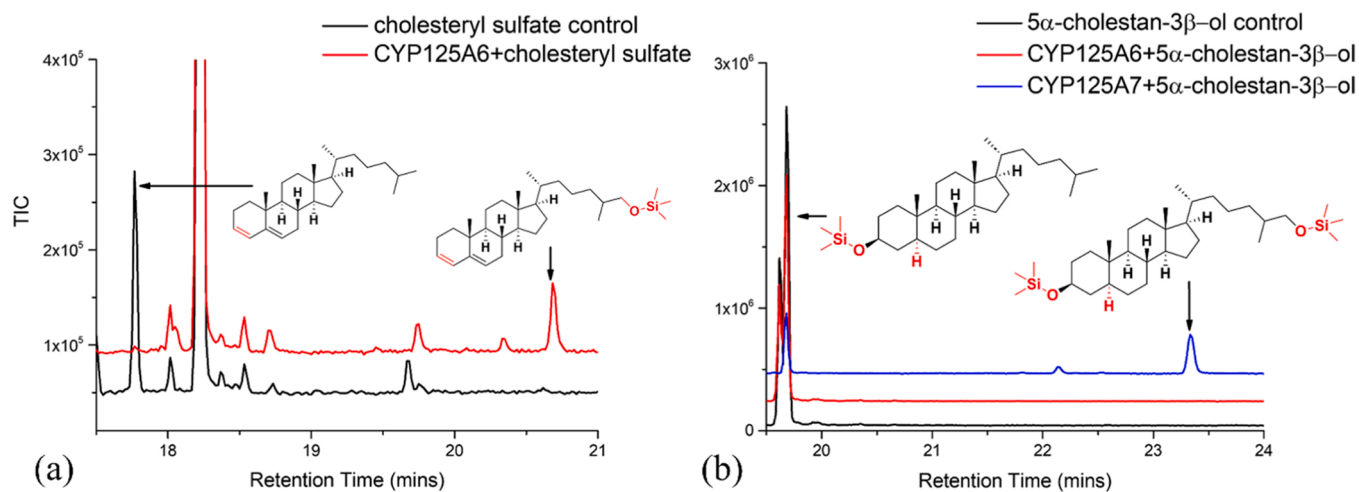 cholesteryl sulfate control
CYP125A6+cholesteryl sulfate
4x10⁵
3x10⁵
2x10⁵
1x10⁵
TIC
H
H
H
H
H
H
O
Si
18
19
20
21
Retention Time (mins)
(a)
5α-cholestan-3β-ol control
CYP125A6+5α-cholestan-3β-ol
CYP125A7+5α-cholestan-3β-ol
3x10⁶
2x10⁶
1x10⁶
0
Si
O
H
H
H
H
Si
O
H
H
H
H
O
Si
20
21
22
23
24
Retention Time (mins)
(b)